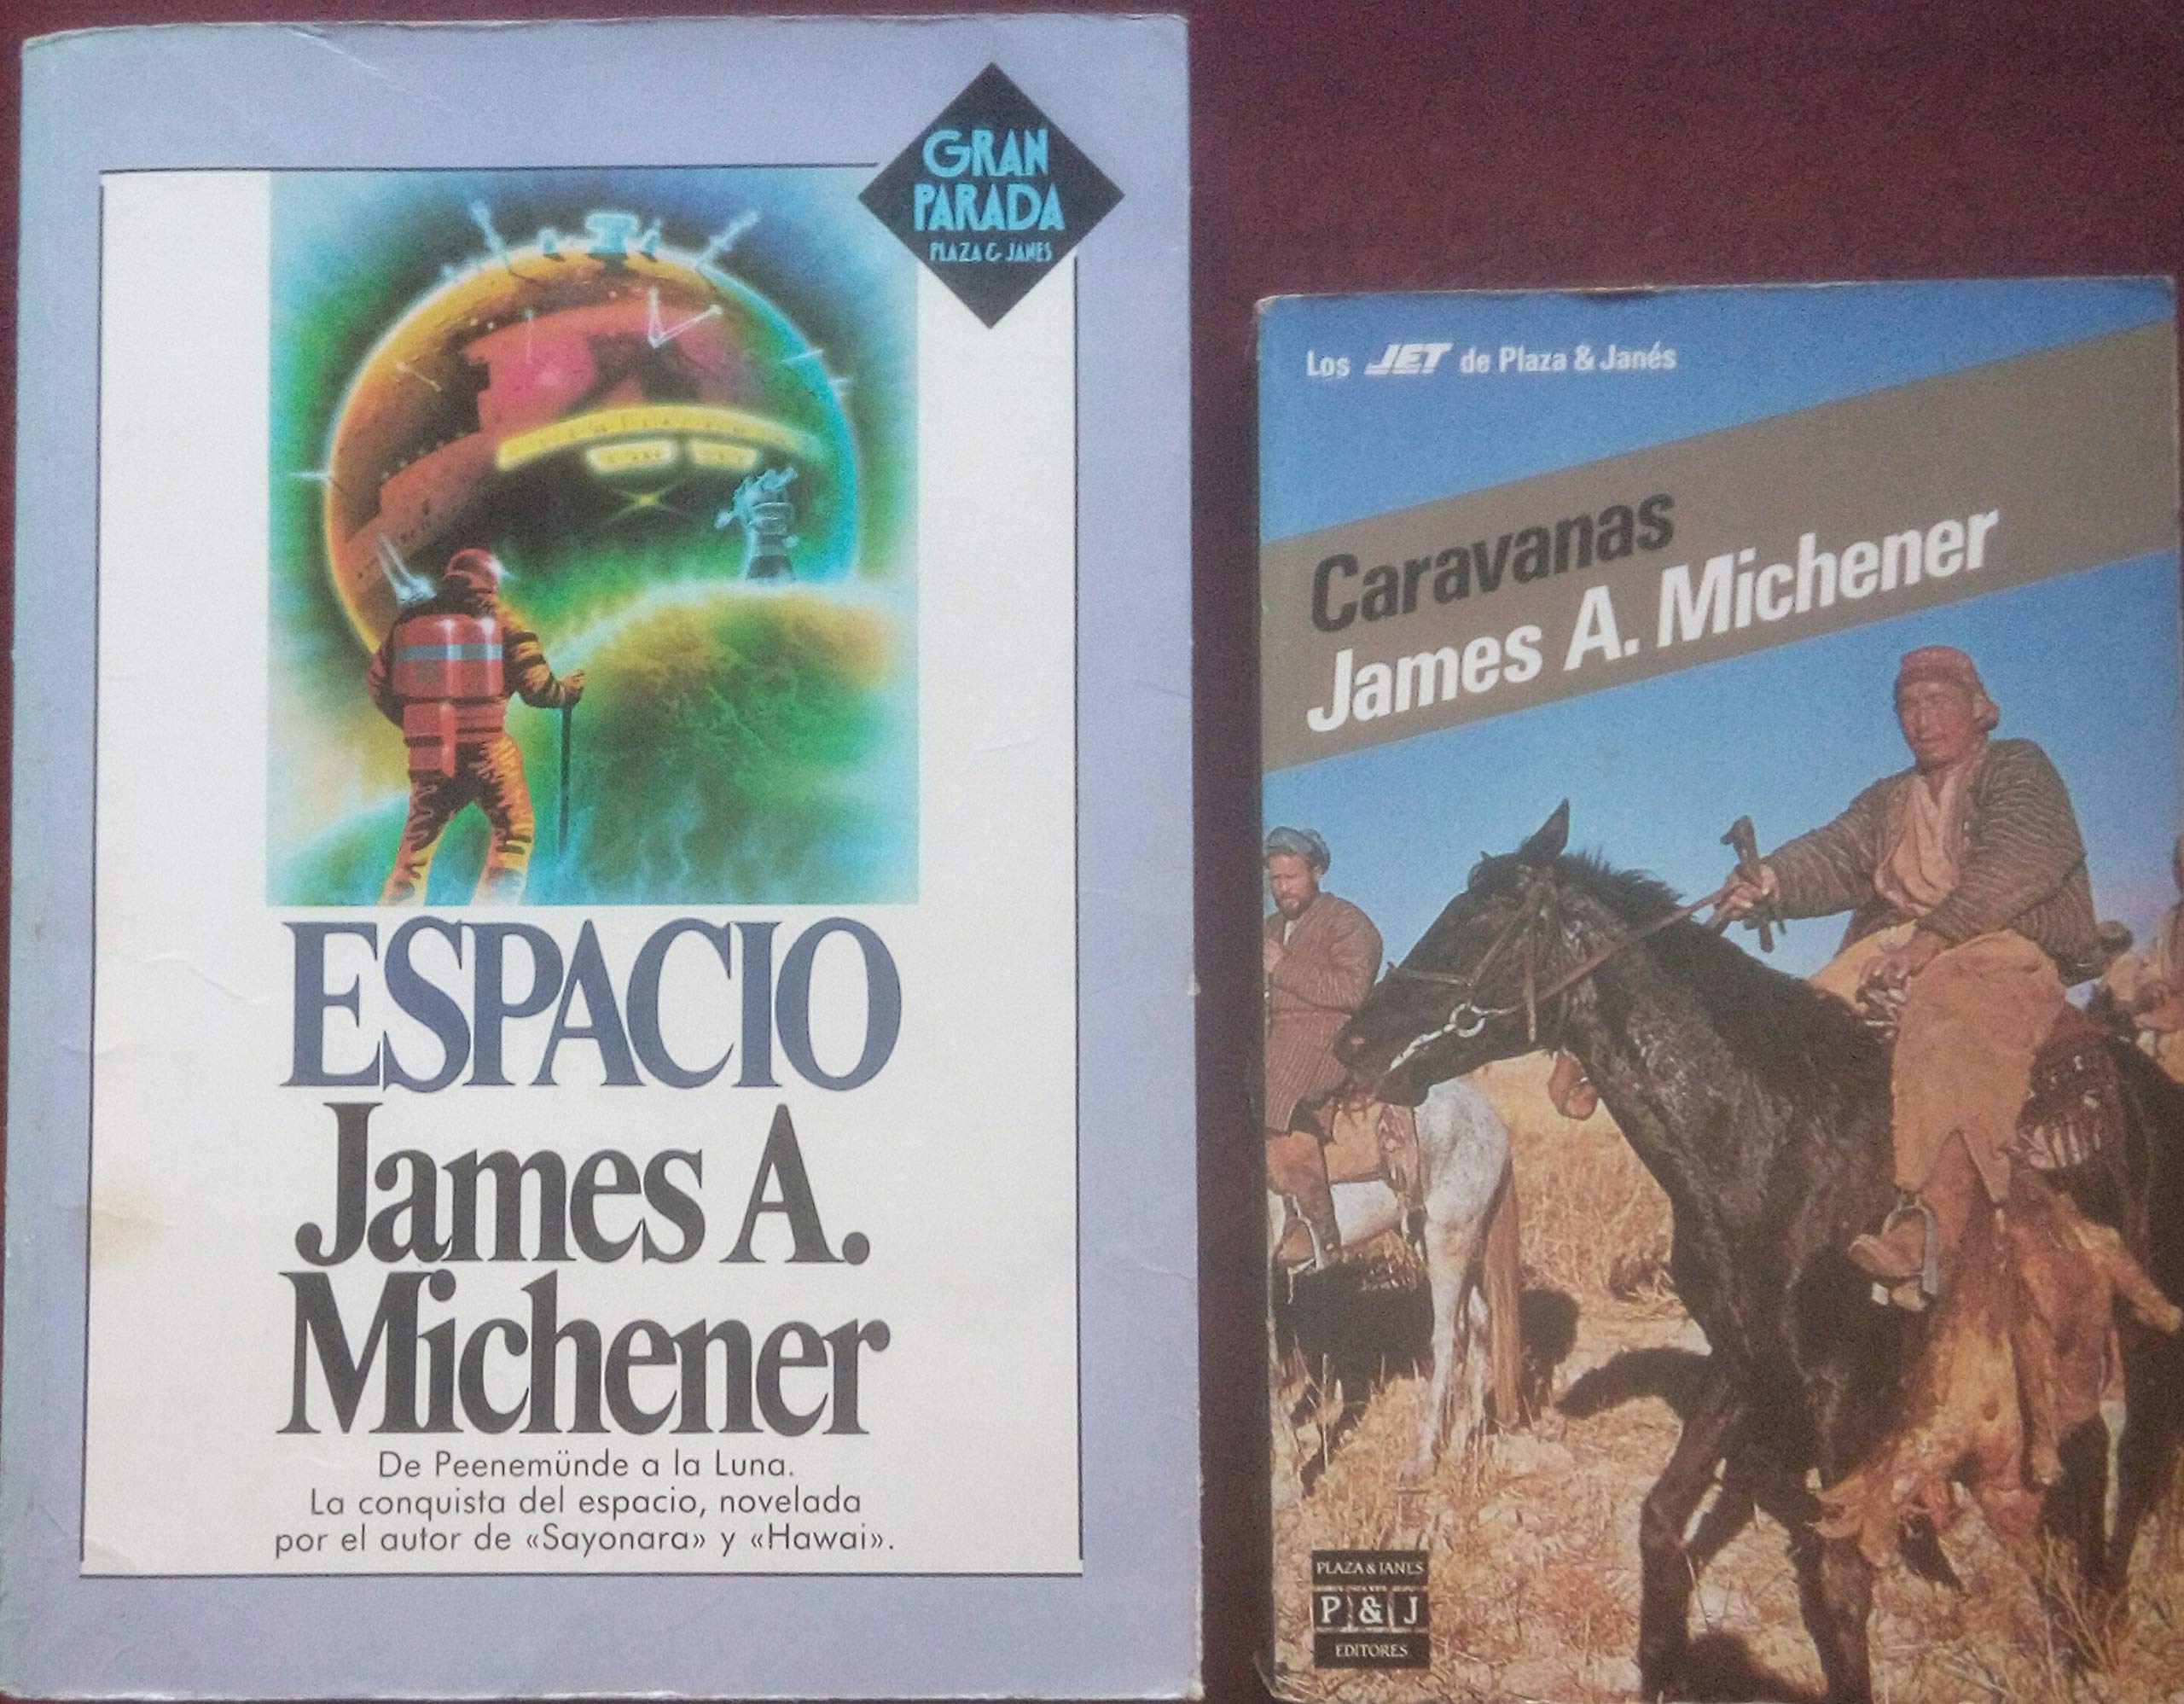 GRAN
PARADA
PLAZA & JANES
ESPACIO
James A.
Michener
De Peenemünde a la Luna.
La conquista del espacio, novelada
por el autor de «Sayonara» y «Hawai».
Los JET de Plaza & Janés
Caravanas
James A. Michener
PLAZA & JANES
P & J
EDITORES